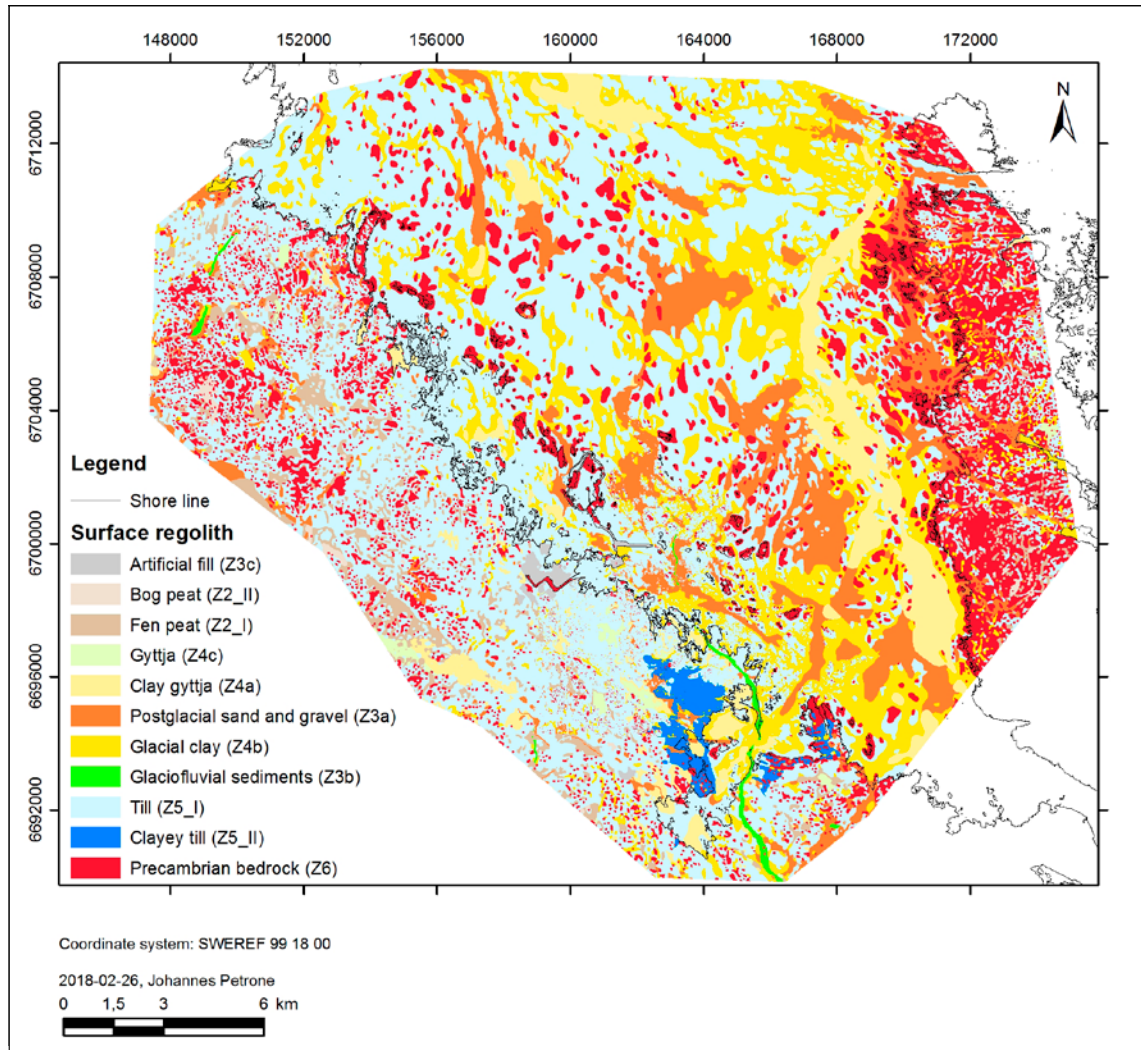 148000 152000 156000 160000 164000 168000 172000
N
6712000
6708000
6704000
6700000
6696000
6692000
Legend
Shore line
Surface regolith
Artificial fill (Z3c)
Bog peat (Z2_II)
Fen peat (Z2_I)
Gyttja (Z4c)
Clay gyttja (Z4a)
Postglacial sand and gravel (Z3a)
Glacial clay (Z4b)
Glaciofluvial sediments (Z3b)
Till (Z5_I)
Clayey till (Z5_II)
Precambrian bedrock (Z6)
Coordinate system: SWEREF 99 18 00
2018-02-26, Johannes Petrone
0 1,5 3 6 km